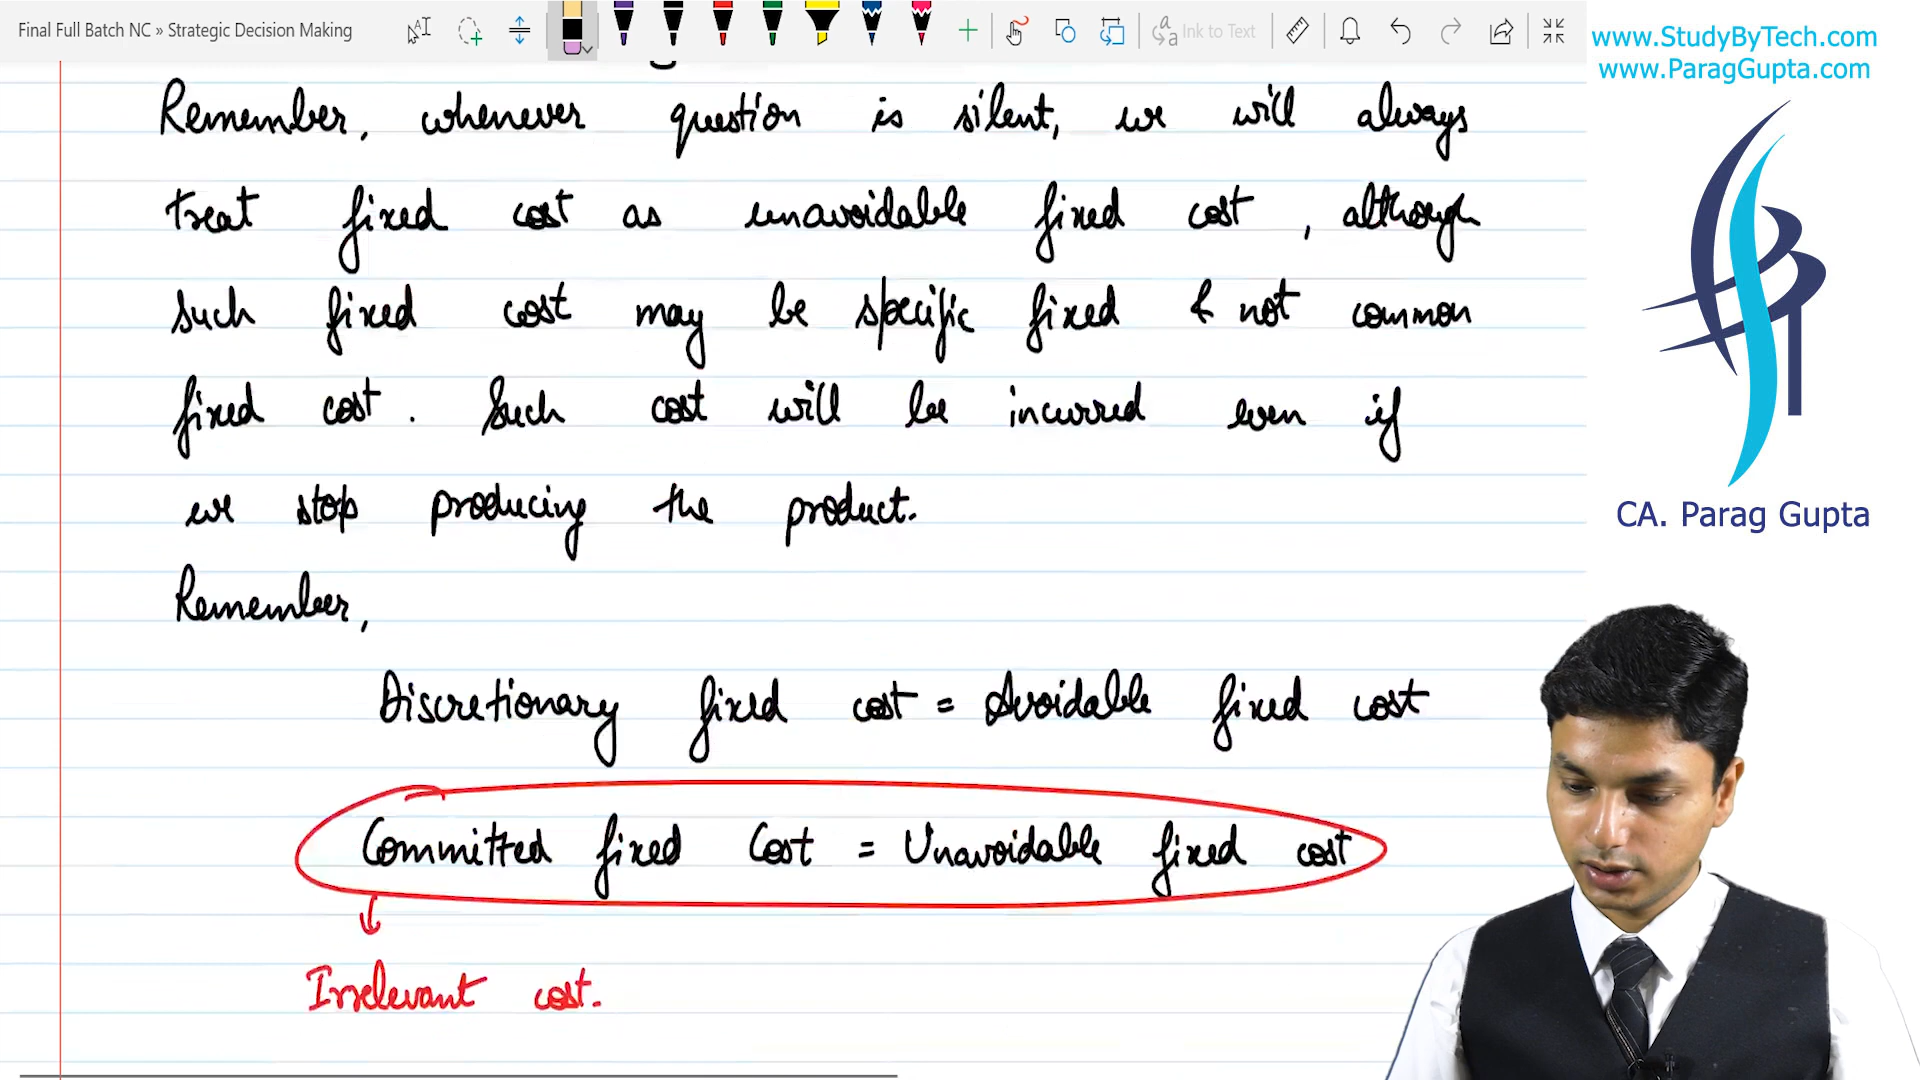 Final Full Batch NC » Strategic Decision Making
Ink to Text
www.StudyByTech.com
www.ParagGupta.com
Remember, whenever question is silent, we will always
treat fixed cost as unavoidable fixed cost, although
such fixed cost may be specific fixed & not common
fixed cost. Such cost will be incurred even if
we stop producing the product.
Remember,
Discretionary fixed cost = Avoidable fixed cost
Committed fixed Cost = Unavoidable fixed cost
↓
Irrelevant cost.
CA. Parag Gupta